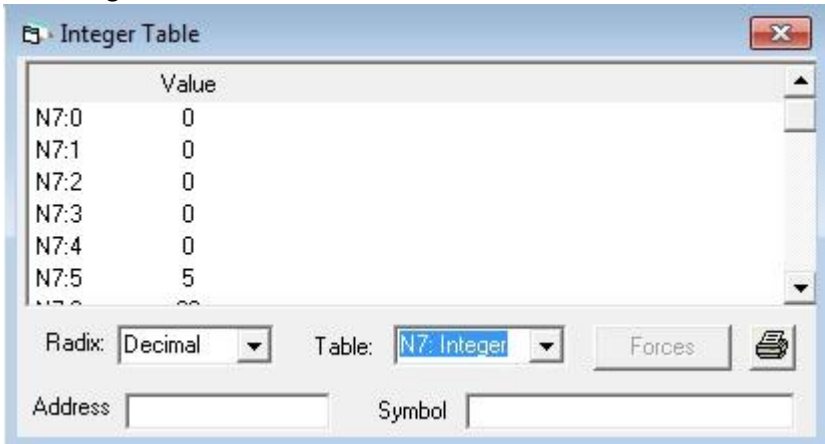 Integer Table
Value
N7:0 0
N7:1 0
N7:2 0
N7:3 0
N7:4 0
N7:5 5
Radix: Decimal Table: N7: Integer Forces
Address Symbol